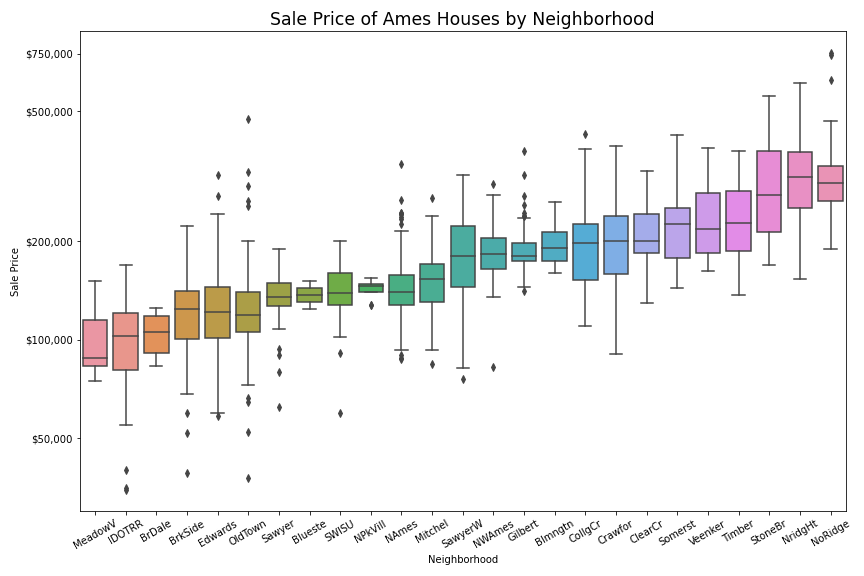 Sale Price of Ames Houses by Neighborhood
$750,000
$500,000
$200,000
$100,000
$50,000
Sale Price
MeadowV IDOTRR BrDale BrkSide Edwards OldTown Sawyer Blueste SWISU NPkVill NAmes Mitchel SawyerW NWAmes Gilbert Blmngtn CollgCr Crawfor ClearCr Somerst Veenker Timber StoneBr NridgHt NoRidge
Neighborhood